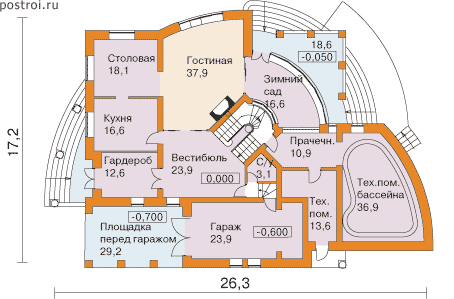 postroi.ru
Столовая
18,1
Гостиная
37,9
18,6
-0,050
Зимний
сад
16,6
Кухня
16,6
Вестибюль
23,9
0,000
Гардероб
12,6
С/у
3,1
Прачечн.
10,9
Тех.пом.
бассейна
36,9
Тех.
пом.
13,6
-0,700
Площадка
перед гаражом
29,2
Гараж
23,9
-0,600
17,2
26,3